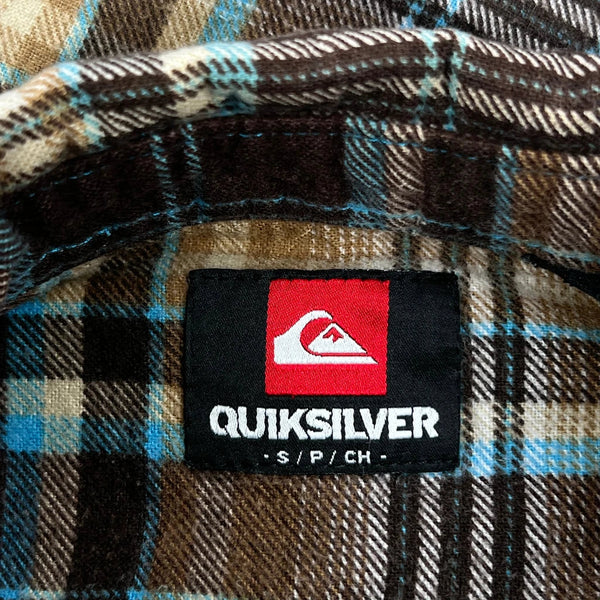 QUIKSILVER
- S / P / CH -